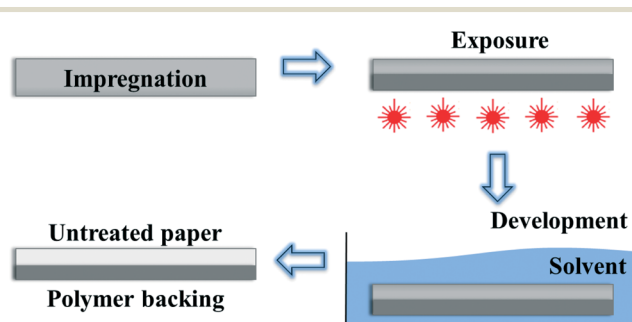 Impregnation
Exposure
Development
Solvent
Untreated paper
Polymer backing